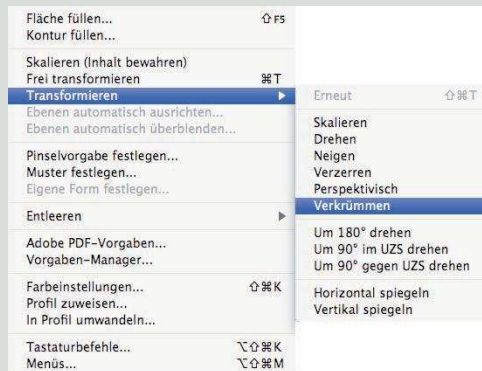 Fläche füllen... ⇧F5
Kontur füllen...
Skalieren (Inhalt bewahren)
Frei transformieren ⌘T
Transformieren ▶
Ebenen automatisch ausrichten...
Ebenen automatisch überblenden...
Pinselvorgabe festlegen...
Muster festlegen...
Eigene Form festlegen...
Entleeren ▶
Adobe PDF-Vorgaben...
Vorgaben-Manager...
Farbeinstellungen... ⇧⌘K
Profil zuweisen...
In Profil umwandeln...
Tastaturbefehle... ⌥⇧⌘K
Menüs... ⌥⇧⌘M
Erneut ⇧⌘T
Skalieren
Drehen
Neigen
Verzerren
Perspektivisch
Verkrümmen
Um 180° drehen
Um 90° im UZS drehen
Um 90° gegen UZS drehen
Horizontal spiegeln
Vertikal spiegeln